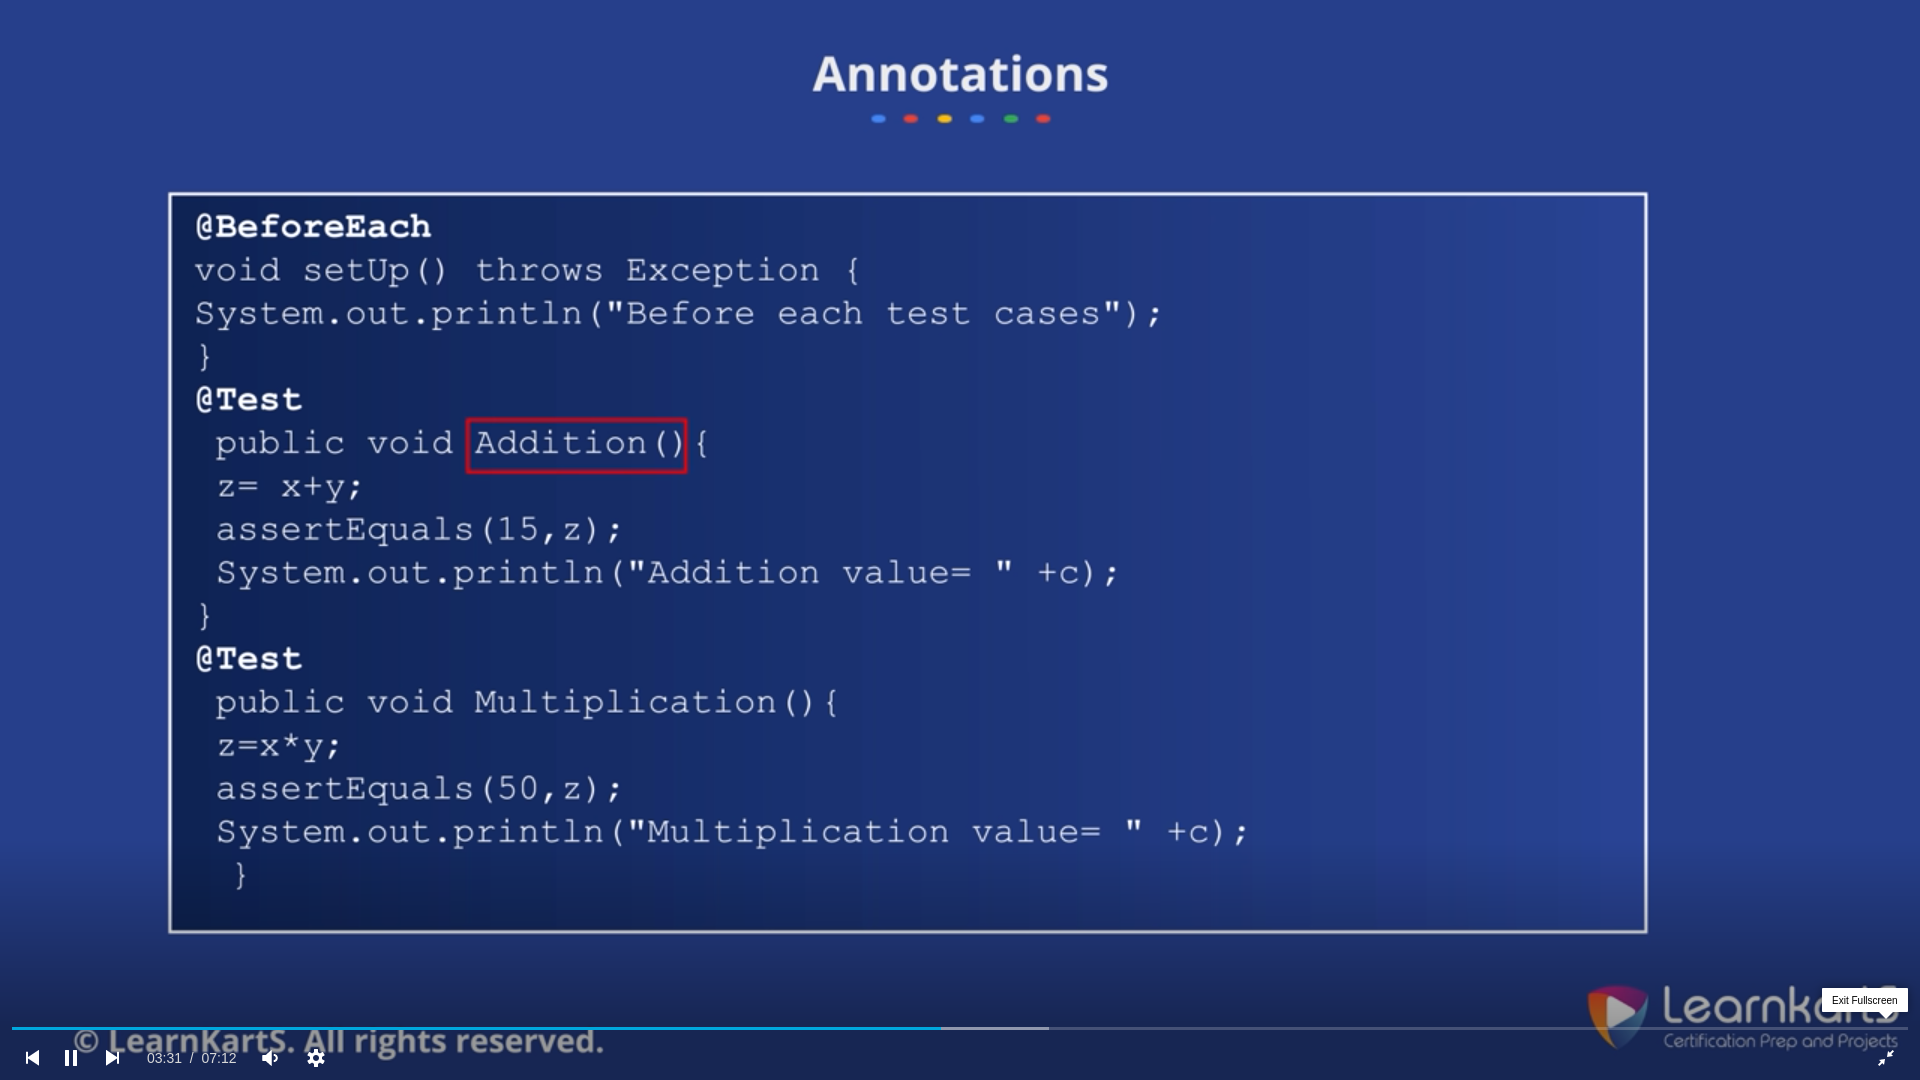 Annotations
@BeforeEach
void setUp() throws Exception {
System.out.println("Before each test cases");
}
@Test
public void Addition(){
z= x+y;
assertEquals(15,z);
System.out.println("Addition value= " +c);
}
@Test
public void Multiplication(){
z=x*y;
assertEquals(50,z);
System.out.println("Multiplication value= " +c);
}
LearnkartS
Exit Fullscreen
Certification Prep and Projects
© LearnKartS. All rights reserved.
03:31 / 07:12